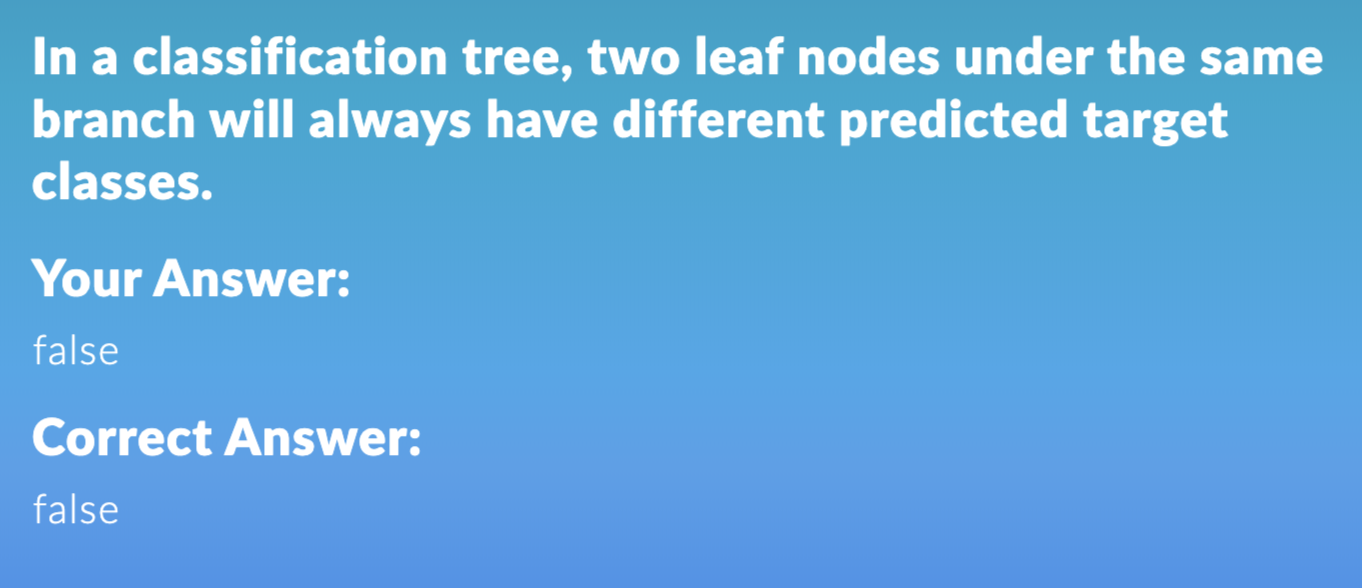 In a classification tree, two leaf nodes under the same
branch will always have different predicted target
classes.
Your Answer:
false
Correct Answer:
false